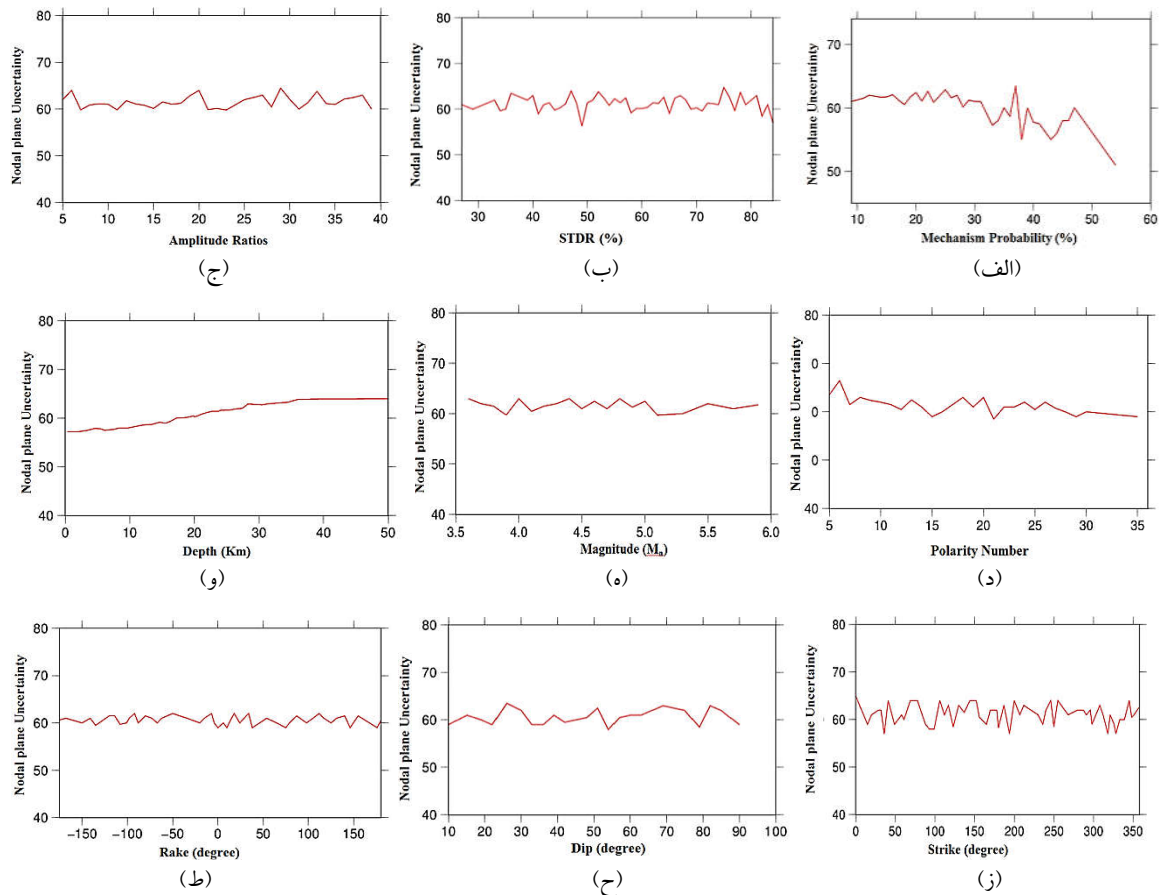 80
70
60
50
40
Nodal plane Uncertainty
5 10 15 20 25 30 35 40
Amplitude Ratios
(ج)
80
70
60
50
40
Nodal plane Uncertainty
30 40 50 60 70 80
STDR (%)
(ب)
70
60
50
Nodal plane Uncertainty
10 20 30 40 50 60
Mechanism Probability (%)
(الف)
80
70
60
50
40
Nodal plane Uncertainty
0 10 20 30 40 50
Depth (Km)
(و)
80
70
60
50
40
Nodal plane Uncertainty
3.6 4.0 4.5 5.0 5.5 6.0
Magnitude (Mn)
(ه)
80
0
0
0
40
Nodal plane Uncertainty
5 10 15 20 25 30 35
Polarity Number
(د)
80
70
60
50
40
Nodal plane Uncertainty
−150 −100 −50 0 50 100 150
Rake (degree)
(ط)
80
70
60
50
40
Nodal plane Uncertainty
10 20 30 40 50 60 70 80 90 100
Dip (degree)
(ح)
80
70
60
50
40
Nodal plane Uncertainty
0 50 100 150 200 250 300 350
Strike (degree)
(ز)